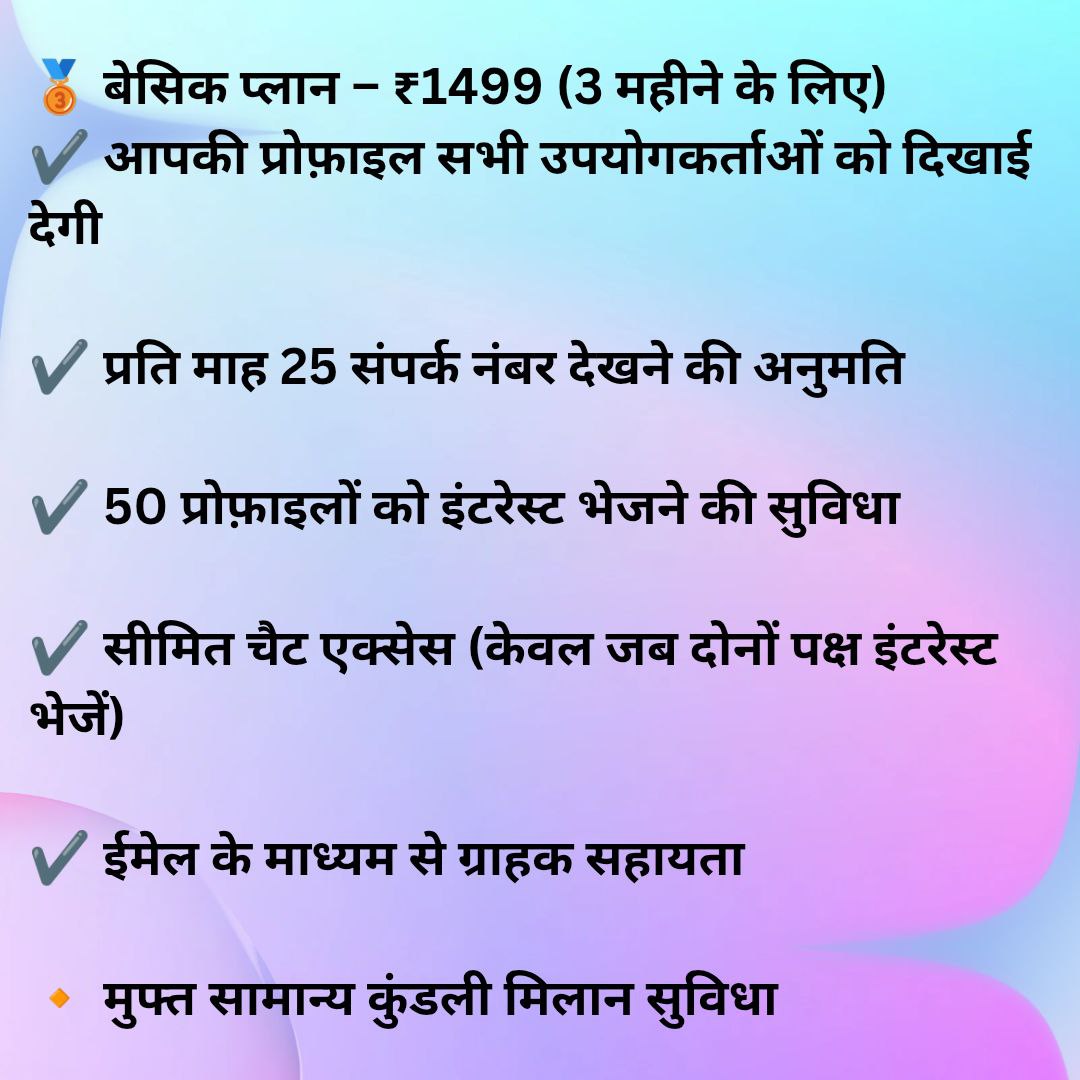 🥉 बेसिक प्लान – ₹1499 (3 महीने के लिए)
✔ आपकी प्रोफ़ाइल सभी उपयोगकर्ताओं को दिखाई
देगी
✔ प्रति माह 25 संपर्क नंबर देखने की अनुमति
✔ 50 प्रोफ़ाइलों को इंटरेस्ट भेजने की सुविधा
✔ सीमित चैट एक्सेस (केवल जब दोनों पक्ष इंटरेस्ट
भेजें)
✔ ईमेल के माध्यम से ग्राहक सहायता
🔸 मुफ्त सामान्य कुंडली मिलान सुविधा